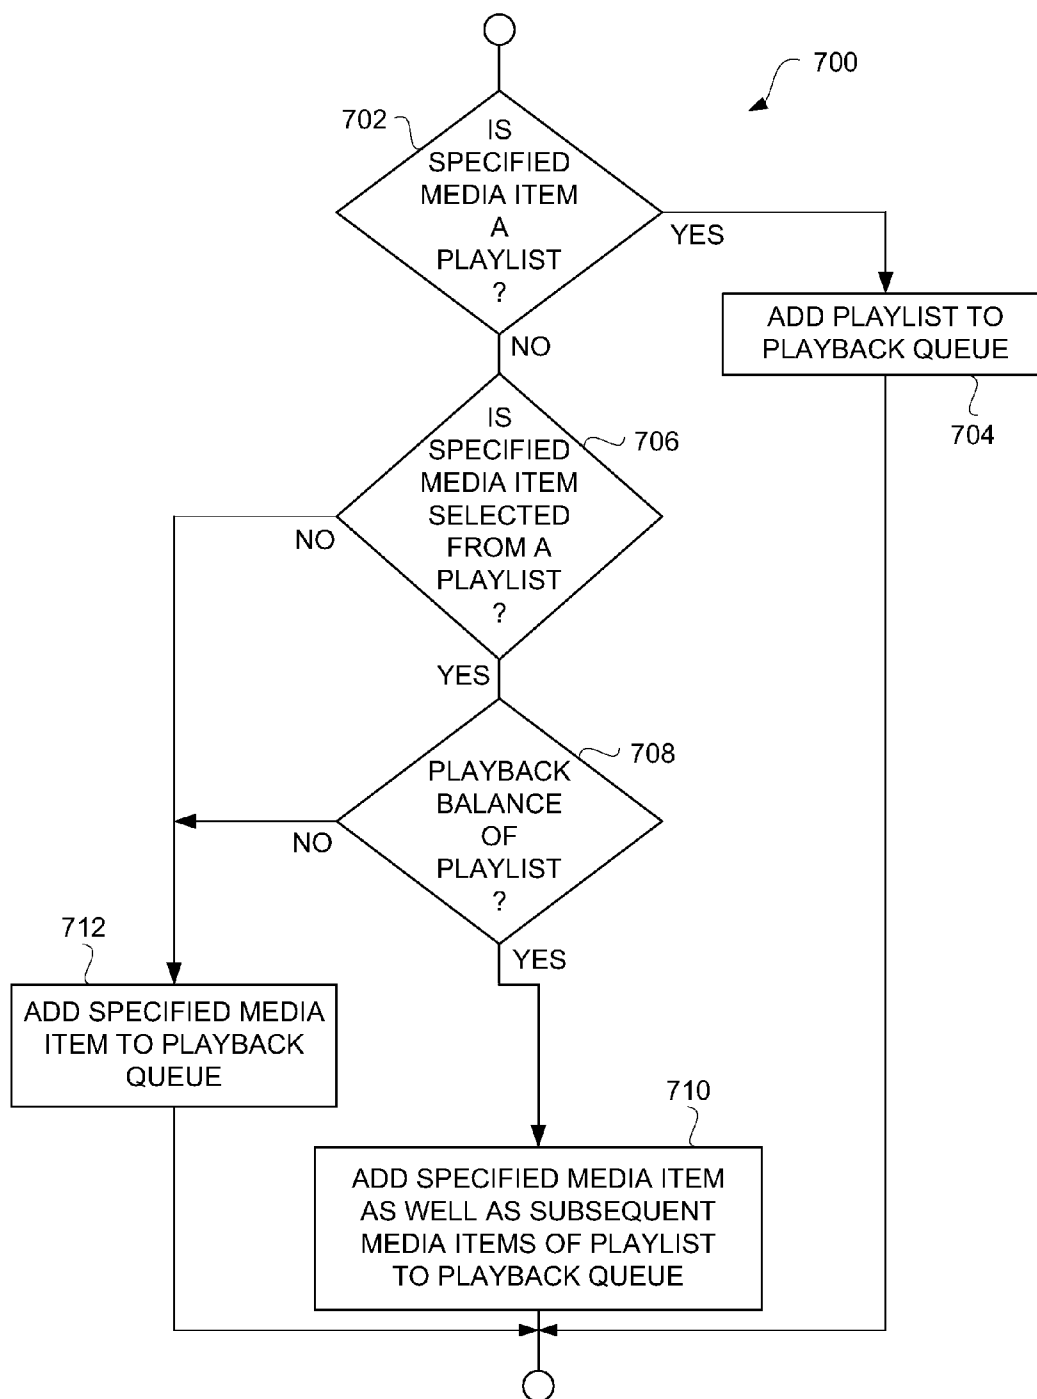 700
702
IS
SPECIFIED
MEDIA ITEM
A
PLAYLIST
?
YES
NO
ADD PLAYLIST TO
PLAYBACK QUEUE
704
IS
SPECIFIED
MEDIA ITEM
SELECTED
FROM A
PLAYLIST
?
706
NO
YES
708
PLAYBACK
BALANCE
OF
PLAYLIST
?
NO
YES
712
ADD SPECIFIED MEDIA
ITEM TO PLAYBACK
QUEUE
710
ADD SPECIFIED MEDIA ITEM
AS WELL AS SUBSEQUENT
MEDIA ITEMS OF PLAYLIST
TO PLAYBACK QUEUE